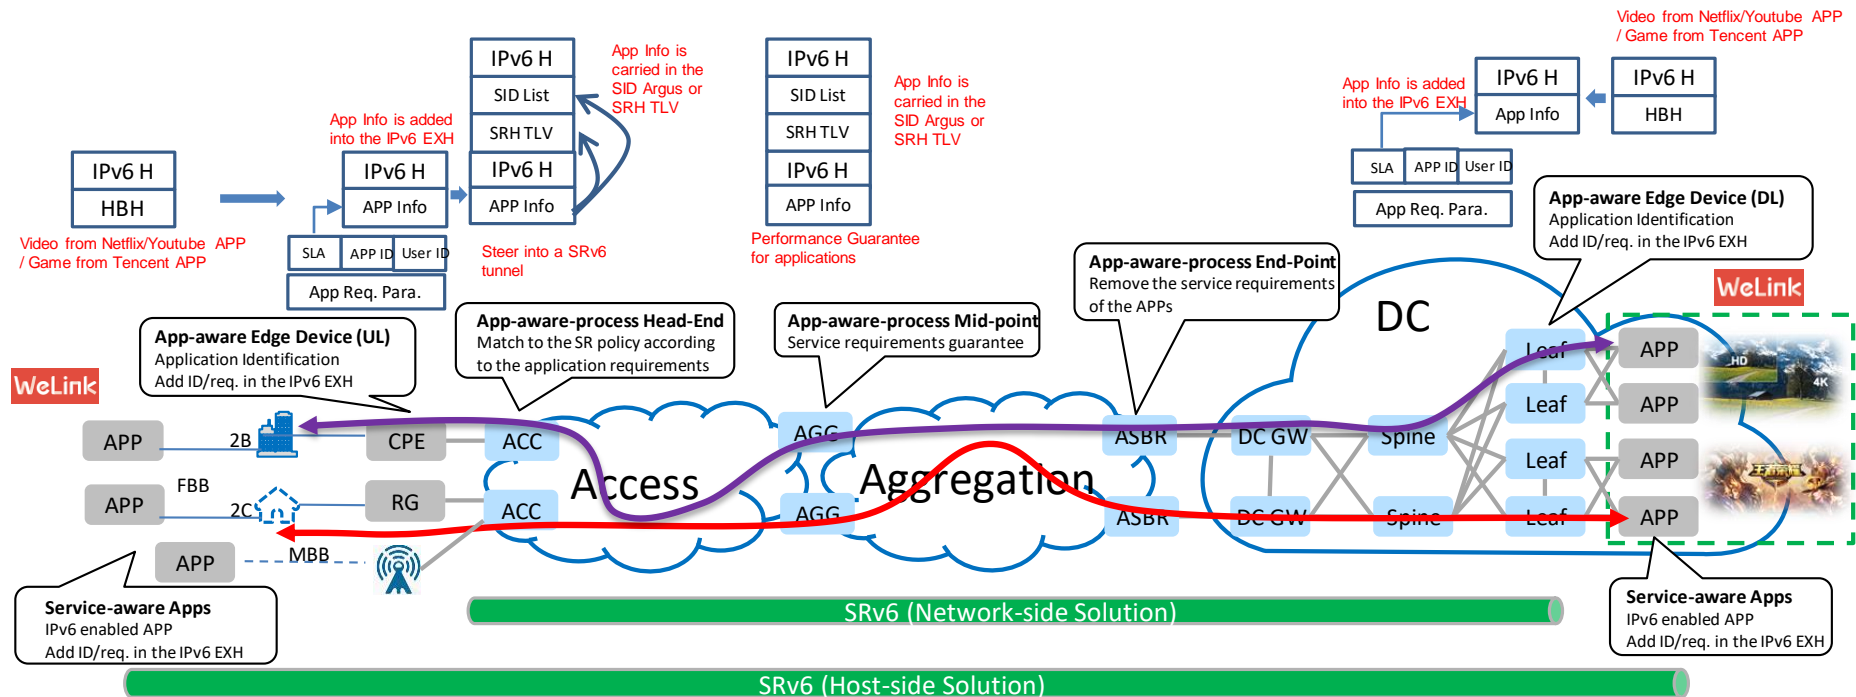 IPv6 H
HBH
Video from Netflix/Youtube APP
/ Game from Tencent APP
App Info is added
into the IPv6 EXH
IPv6 H
APP Info
SLA
APP ID
User ID
App Req. Para.
IPv6 H
SID List
SRH TLV
IPv6 H
APP Info
App Info is
carried in the
SID Argus or
SRH TLV
Steer into a SRv6
tunnel
IPv6 H
SID List
SRH TLV
IPv6 H
APP Info
App Info is
carried in the
SID Argus or
SRH TLV
Performance Guarantee
for applications
Video from Netflix/Youtube APP
/ Game from Tencent APP
App Info is added
into the IPv6 EXH
IPv6 H
App Info
IPv6 H
HBH
SLA
APP ID
User ID
App Req. Para.
App-aware Edge Device (UL)
Application Identification
Add ID/req. in the IPv6 EXH
App-aware-process Head-End
Match to the SR policy according
to the application requirements
App-aware-process Mid-point
Service requirements guarantee
App-aware-process End-Point
Remove the service requirements
of the APPs
App-aware Edge Device (DL)
Application Identification
Add ID/req. in the IPv6 EXH
WeLink
WeLink
DC
APP
2B
CPE
ACC
AGG
ASBR
DC GW
Spine
Leaf
APP
Leaf
APP
HD
4K
FBB
Access
Aggregation
APP
2C
RG
ACC
AGG
ASBR
DC GW
Spine
Leaf
APP
Leaf
APP
王者荣耀
APP
MBB
Service-aware Apps
IPv6 enabled APP
Add ID/req. in the IPv6 EXH
Service-aware Apps
IPv6 enabled APP
Add ID/req. in the IPv6 EXH
SRv6 (Network-side Solution)
SRv6 (Host-side Solution)